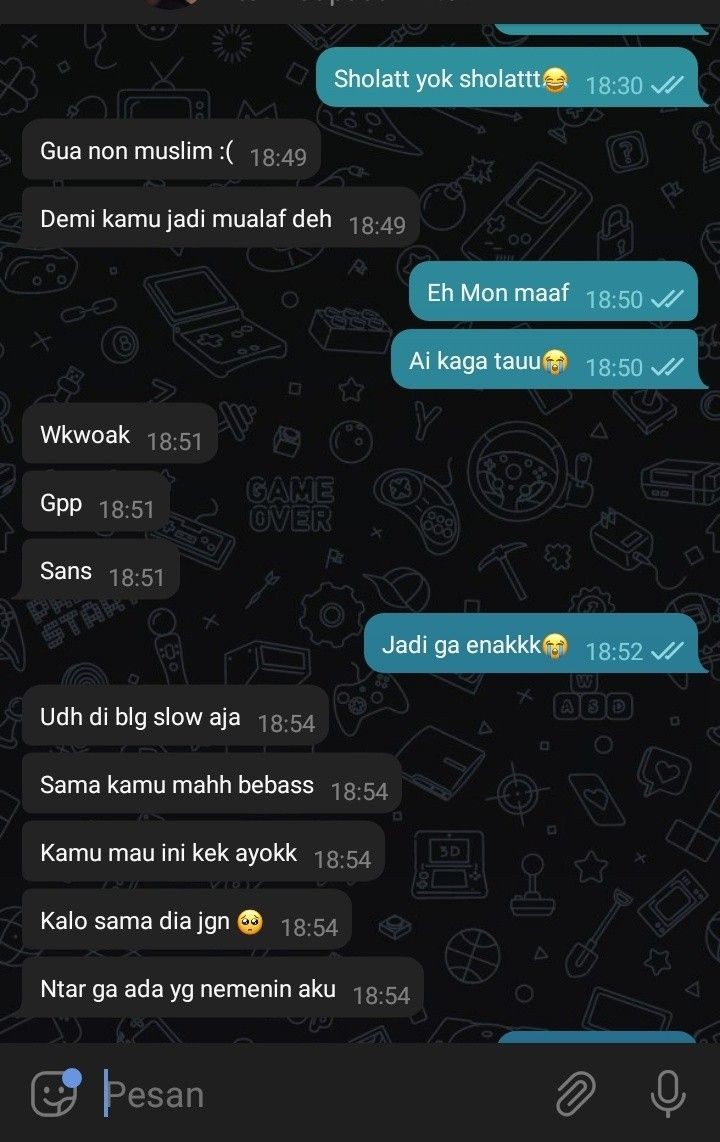 Sholatt yok sholattt😂 18:30
Gua non muslim :( 18:49
Demi kamu jadi mualaf deh 18:49
Eh Mon maaf 18:50
Ai kaga tauu😭 18:50
Wkwoak 18:51
Gpp 18:51
GAME
OVER
Sans 18:51
Jadi ga enakkk😭 18:52
Udh di blg slow aja 18:54
W
A S D
Sama kamu mahh bebass 18:54
Kamu mau ini kek ayokk 18:54
3D
Kalo sama dia jgn 🥺 18:54
Ntar ga ada yg nemenin aku 18:54
Pesan